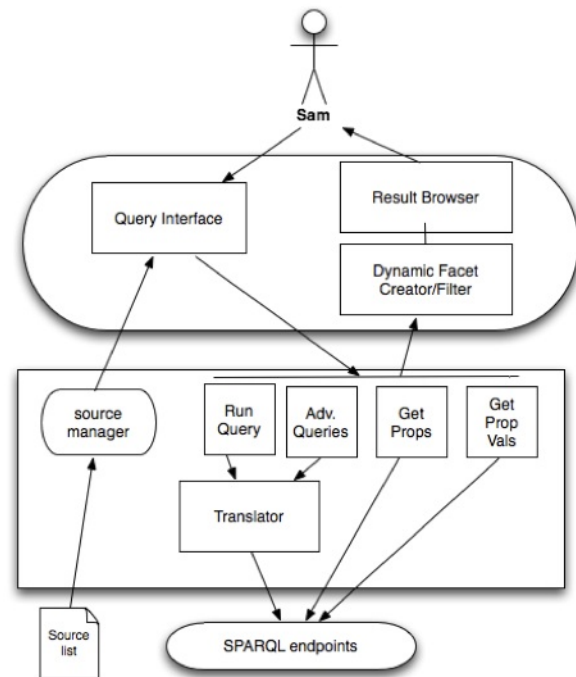 Sam
Query Interface
Result Browser
Dynamic Facet
Creator/Filter
source
manager
Run
Query
Adv.
Queries
Get
Props
Get
Prop
Vals
Translator
Source
list
SPARQL endpoints